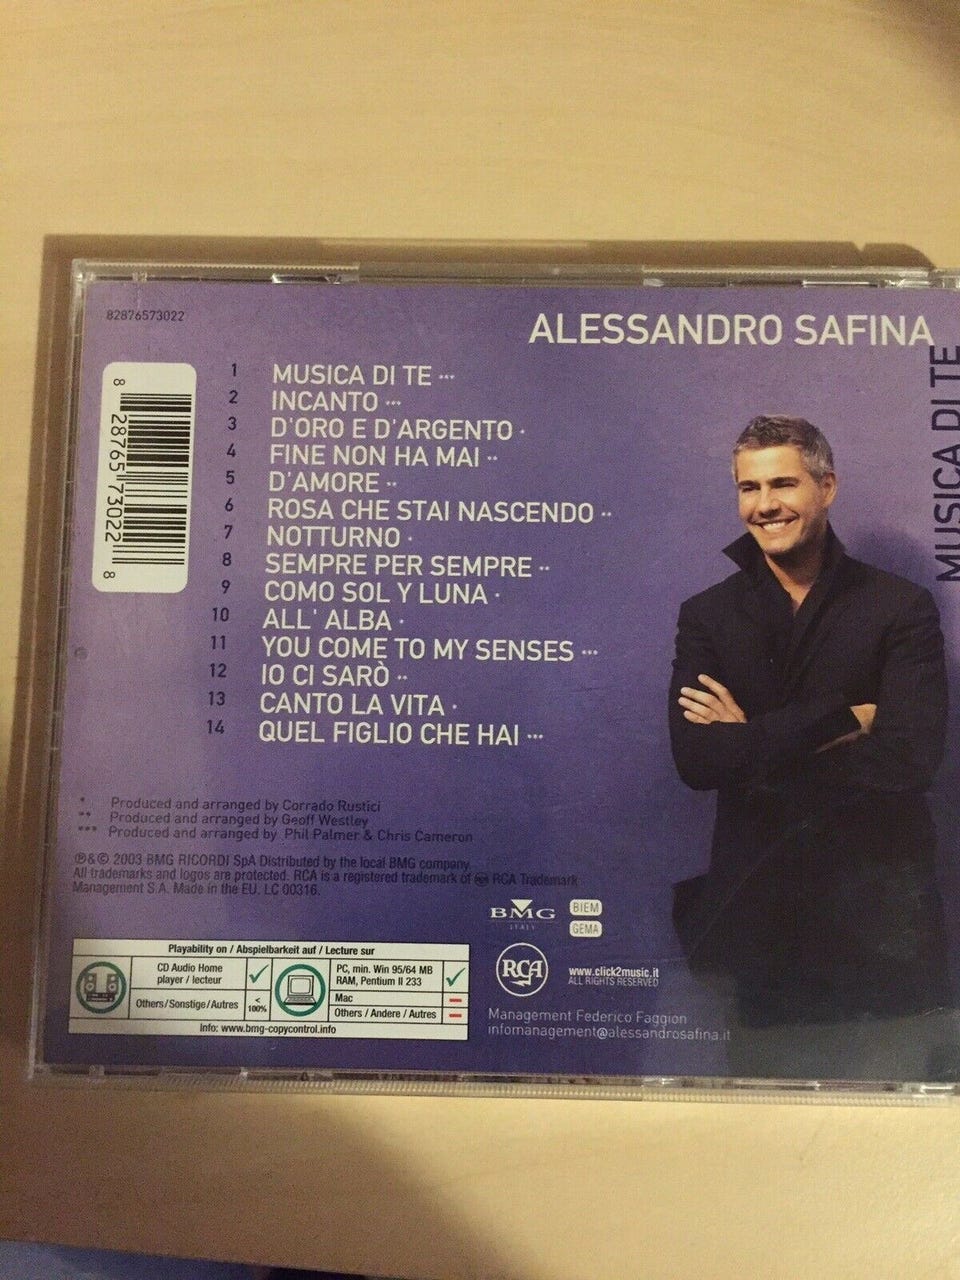 82876573022
ALESSANDRO SAFINA
MUSICA DI TE
8 28765 73022 8
1 MUSICA DI TE ***
2 INCANTO ***
3 D'ORO E D'ARGENTO *
4 FINE NON HA MAI **
5 D'AMORE **
6 ROSA CHE STAI NASCENDO **
7 NOTTURNO *
8 SEMPRE PER SEMPRE **
9 COMO SOL Y LUNA *
10 ALL' ALBA *
11 YOU COME TO MY SENSES ***
12 IO CI SARÒ **
13 CANTO LA VITA *
14 QUEL FIGLIO CHE HAI ***
* Produced and arranged by Corrado Rustici
** Produced and arranged by Geoff Westley
*** Produced and arranged by Phil Palmer & Chris Cameron
℗&© 2003 BMG RICORDI SpA Distributed by the local BMG company.
All trademarks and logos are protected. RCA is a registered trademark of RCA Trademark
Management S.A. Made in the EU. LC 00316.
BMG
ITALY
BIEM
GEMA
RCA
www.click2music.it
ALL RIGHTS RESERVED
Management Federico Faggion
infomanagement@alessandrosafina.it
Playability on / Abspielbarkeit auf / Lecture sur
CD Audio Home
player / lecteur
Others/Sonstige/Autres
< 100%
PC, min. Win 95/64 MB
RAM, Pentium II 233
Mac
Others / Andere / Autres
Info: www.bmg-copycontrol.info